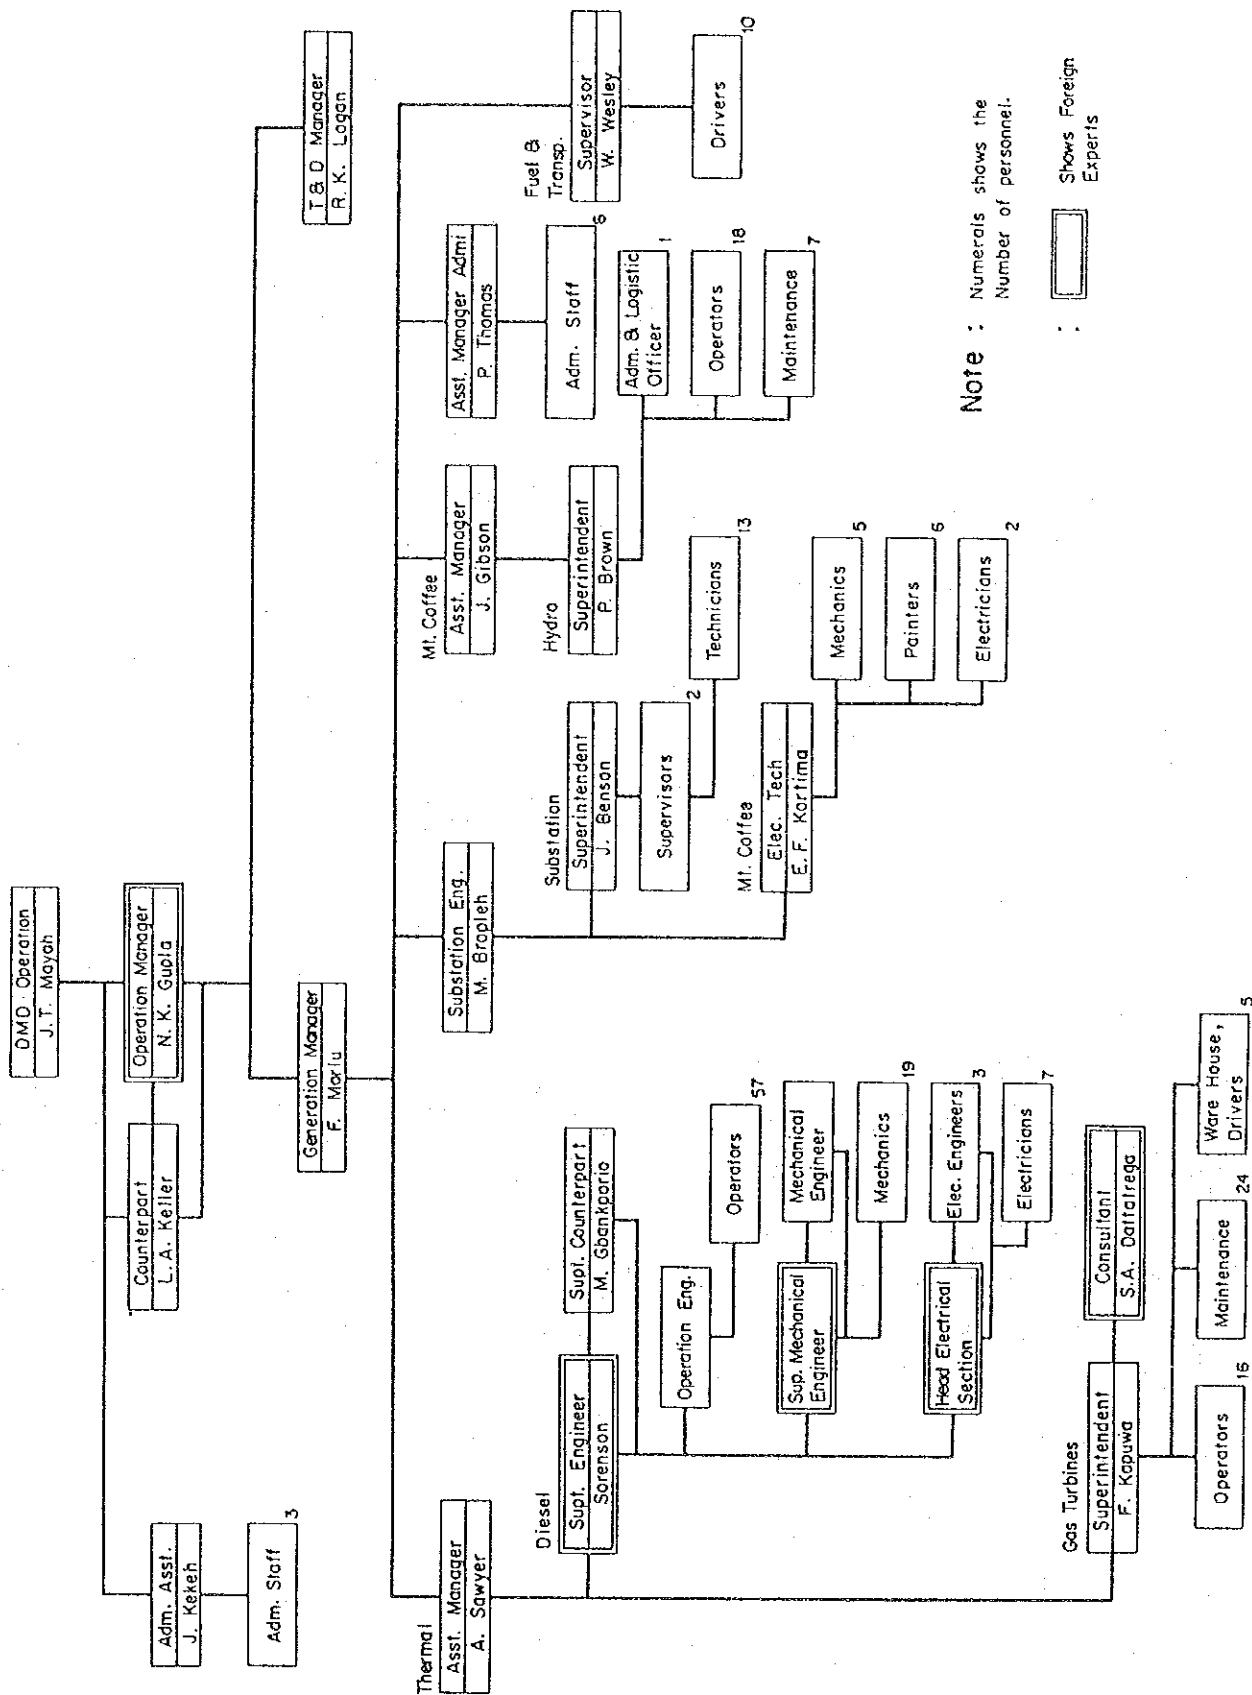 DMD Operation
J. T. Mayah
Operation Manager
N. K. Gupta
Counterpart
L. A. Keller
Adm. Asst.
J. Kekeh
Adm. Staff
3
Generation Manager
F. Marlu
T & D Manager
R. K. Logan
Thermal
Asst. Manager
A. Sawyer
Substation Eng.
M. Brapleh
Mt. Coffee
Asst. Manager
J. Gibson
Asst. Manager Admi
P. Thomas
Adm. Staff
6
Fuel &
Transp.
Supervisor
W. Wesley
Drivers
10
Diesel
Supt. Engineer
Sorenson
Supt. Counterpart
M. Gbankporio
Operation Eng.
Operators
57
Sup. Mechanical
Engineer
Mechanical
Engineer
Mechanics
19
Head Electrical
Section
Elec. Engineers
3
Electricians
7
Gas Turbines
Superintendent
F. Kapuwa
Consultant
S.A. Dattatrega
Operators
16
Maintenance
24
Ware House,
Drivers
5
Substation
Superintendent
J. Benson
Supervisors
2
Technicians
13
Mt. Coffee
Elec. Tech
E. F. Kortima
Mechanics
5
Painters
6
Electricians
2
Hydro
Superintendent
P. Brown
Adm. & Logistic
Officer
1
Operators
18
Maintenance
7
Note : Numerals shows the
Number of personnel.
: Shows Foreign
Experts